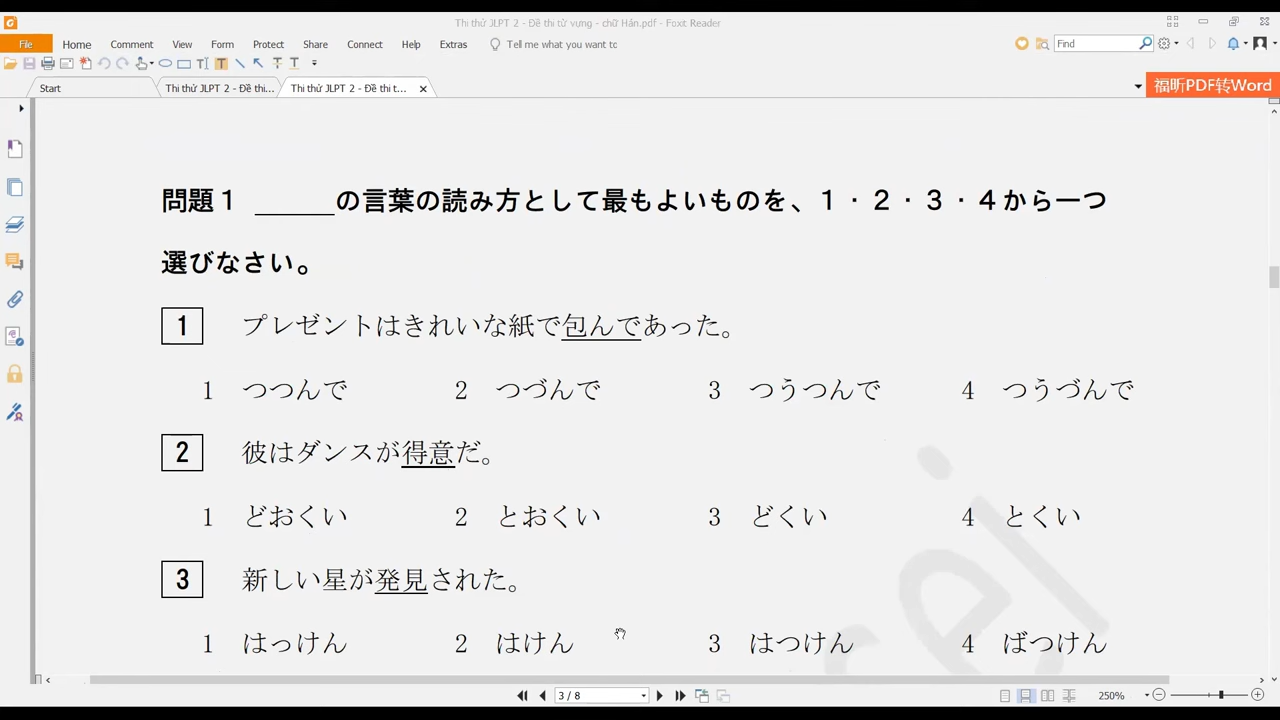 Thi thử JLPT 2 - Đề thi từ vựng - chữ Hán.pdf - Foxit Reader
File Home Comment View Form Protect Share Connect Help Extras Tell me what you want to Find
Start Thi thử JLPT 2 - Đề thi... Thi thử JLPT 2 - Đề thi t... 福昕PDF转Word
問題１ ______の言葉の読み方として最もよいものを、１・２・３・４から一つ
選びなさい。
1 プレゼントはきれいな紙で包んであった。
1 つつんで 2 つづんで 3 つうつんで 4 つうづんで
2 彼はダンスが得意だ。
1 どおくい 2 とおくい 3 どくい 4 とくい
3 新しい星が発見された。
1 はっけん 2 はけん 3 はつけん 4 ばつけん
3 / 8 250%